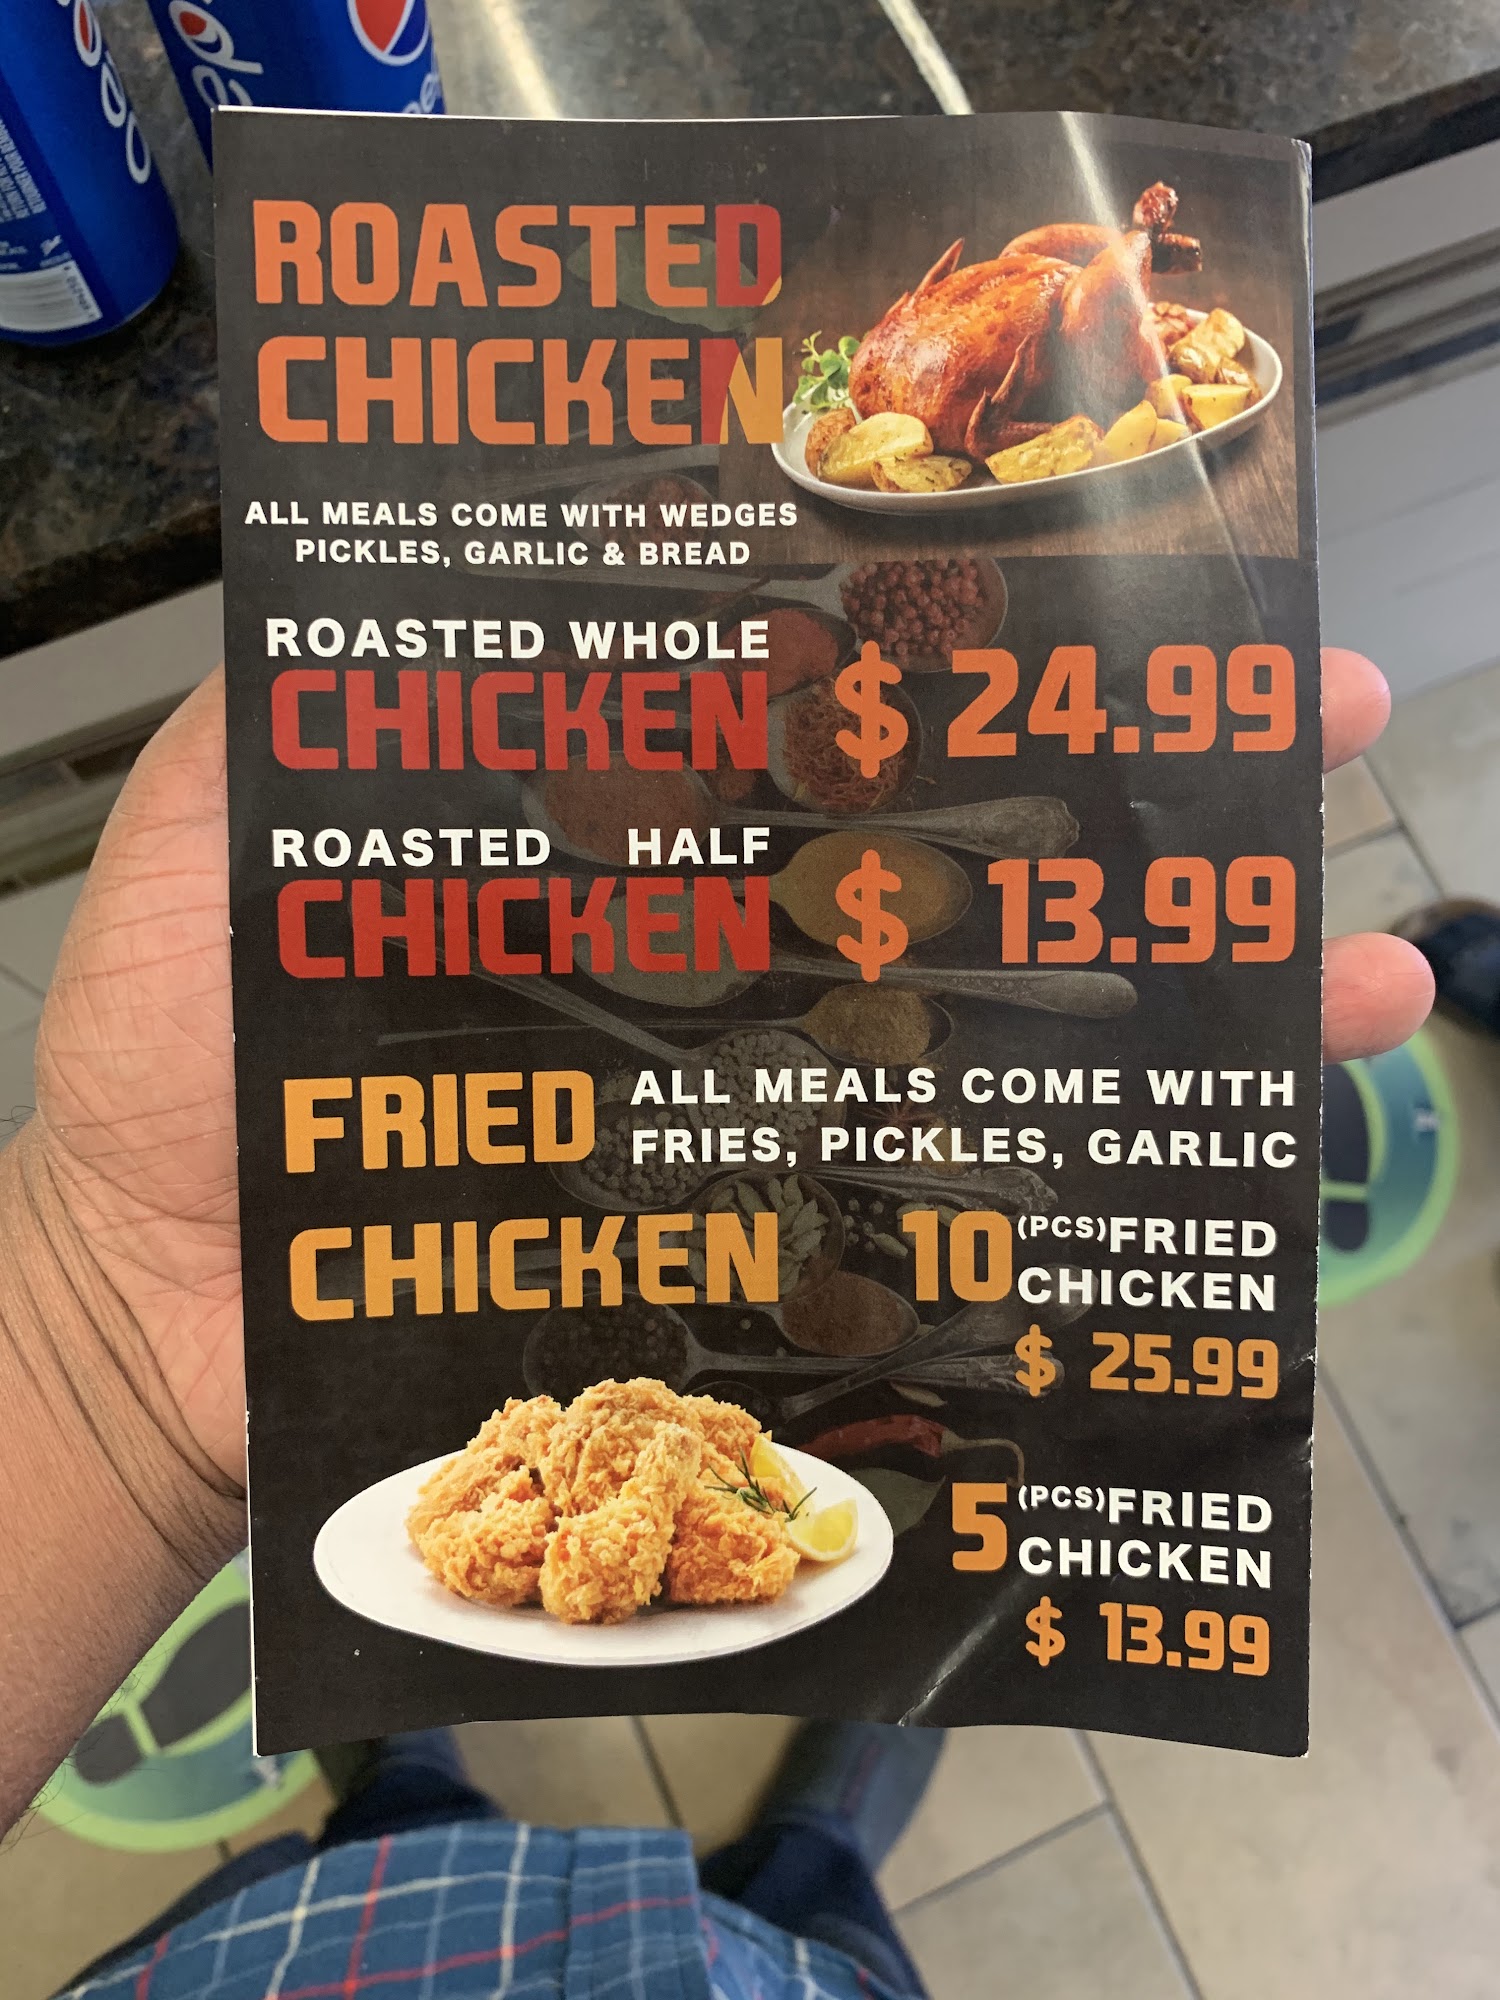 ROASTED
CHICKEN
ALL MEALS COME WITH WEDGES
PICKLES, GARLIC & BREAD
ROASTED WHOLE
CHICKEN $ 24.99
ROASTED HALF
CHICKEN $ 13.99
FRIED
CHICKEN
ALL MEALS COME WITH
FRIES, PICKLES, GARLIC
10 (PCS)FRIED
CHICKEN
$ 25.99
5 (PCS)FRIED
CHICKEN
$ 13.99